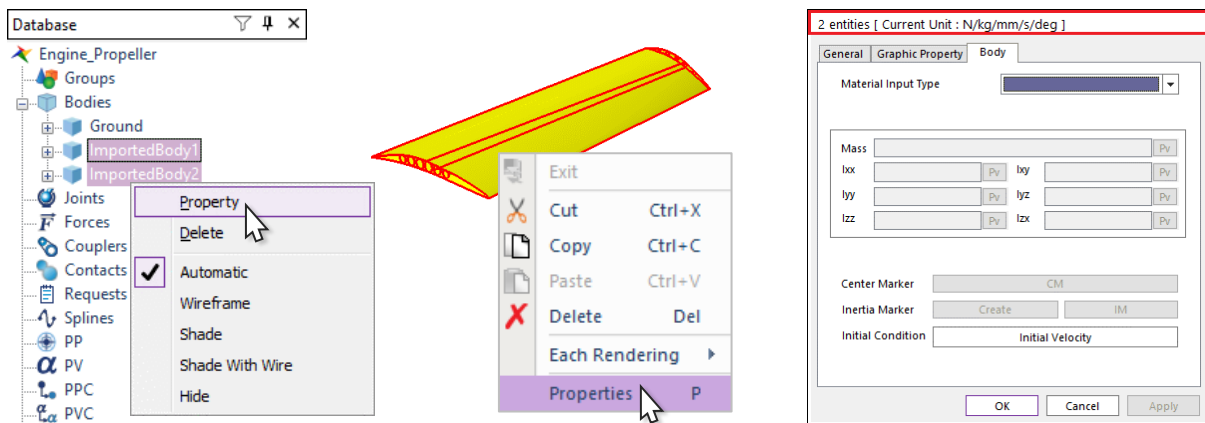 Database
Engine_Propeller
Groups
Bodies
Ground
ImportedBody1
ImportedBody2
Joints
Forces
Couplers
Contacts
Requests
Splines
PP
PV
PPC
PVC
Property
Delete
Automatic
Wireframe
Shade
Shade With Wire
Hide
Exit
Cut Ctrl+X
Copy Ctrl+C
Paste Ctrl+V
Delete Del
Each Rendering
Properties P
2 entities [ Current Unit : N/kg/mm/s/deg ]
General Graphic Property Body
Material Input Type
Mass Pv
Ixx Pv Ixy Pv
Iyy Pv Iyz Pv
Izz Pv Izx Pv
Center Marker CM
Inertia Marker Create IM
Initial Condition Initial Velocity
OK Cancel Apply